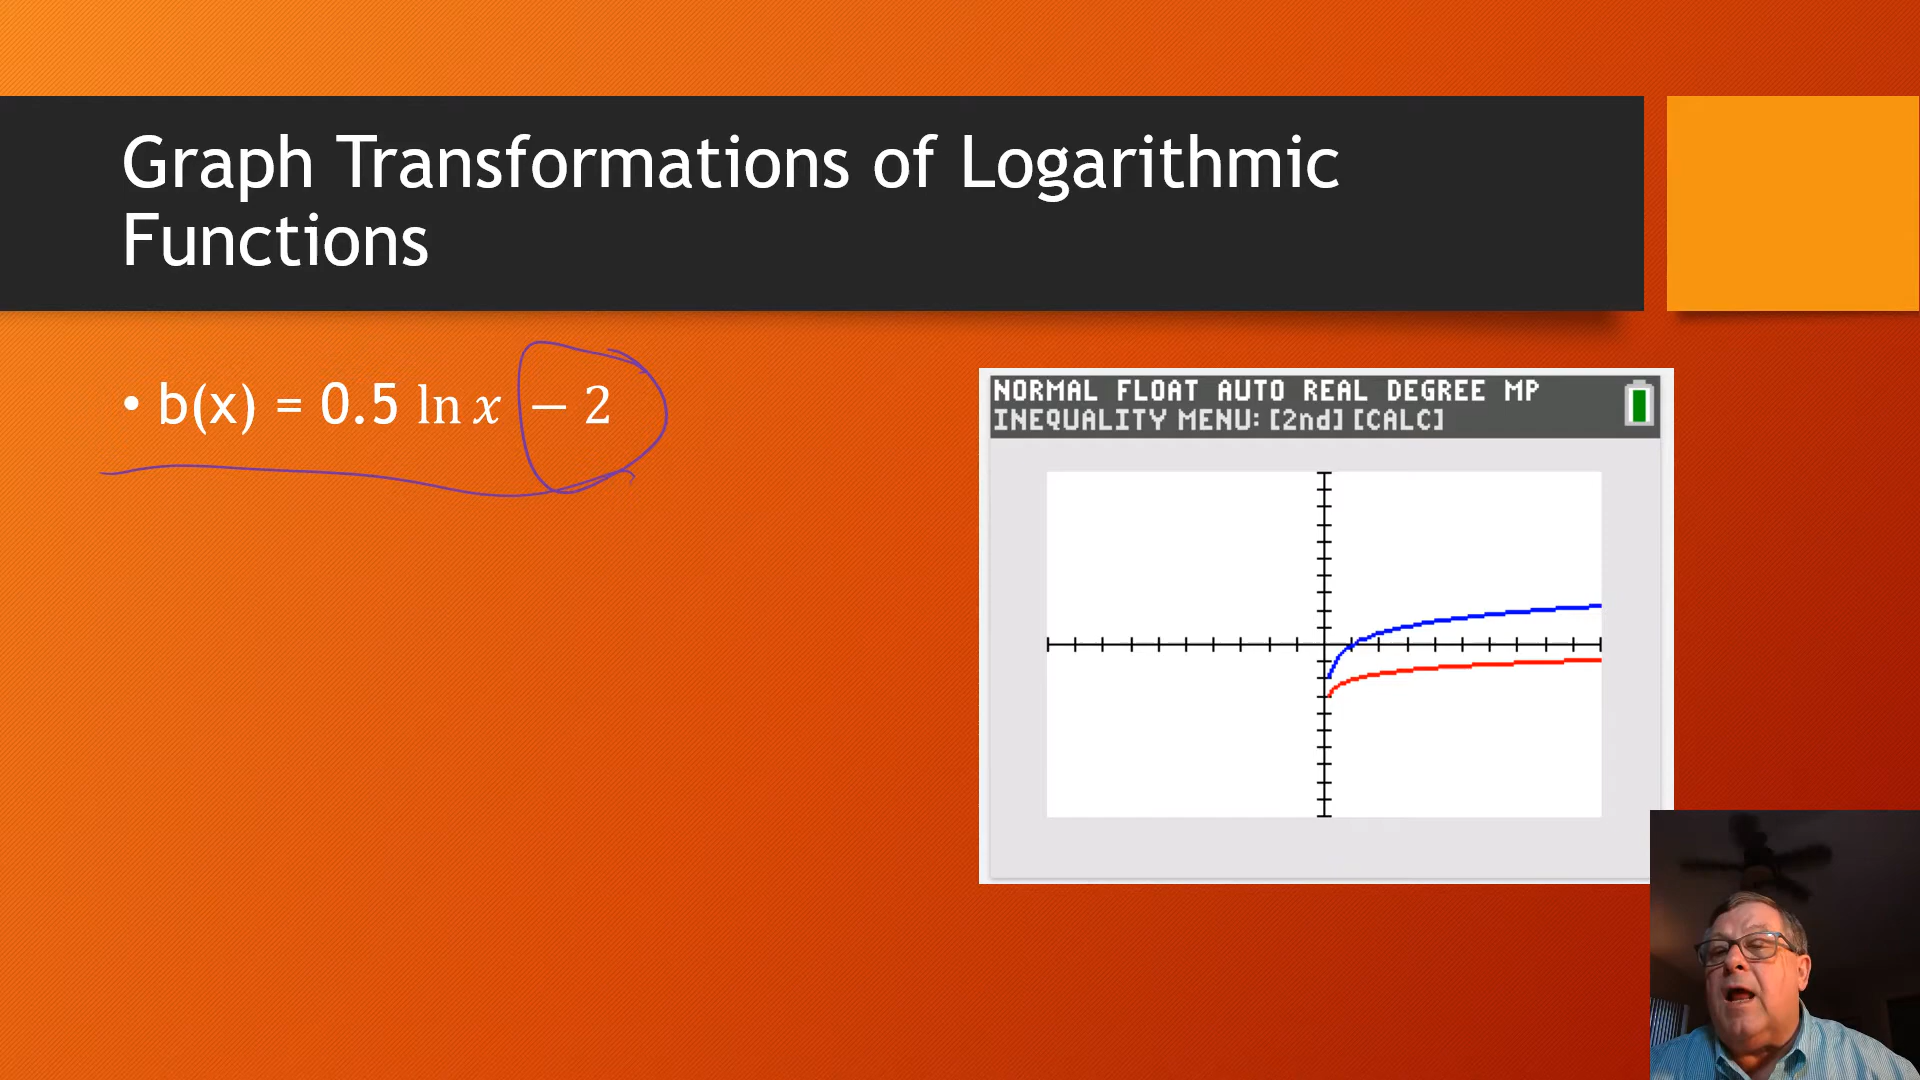 Graph Transformations of Logarithmic
Functions
• b(x) = 0.5 ln x − 2
NORMAL FLOAT AUTO REAL DEGREE MP
INEQUALITY MENU: [2nd] [CALC]